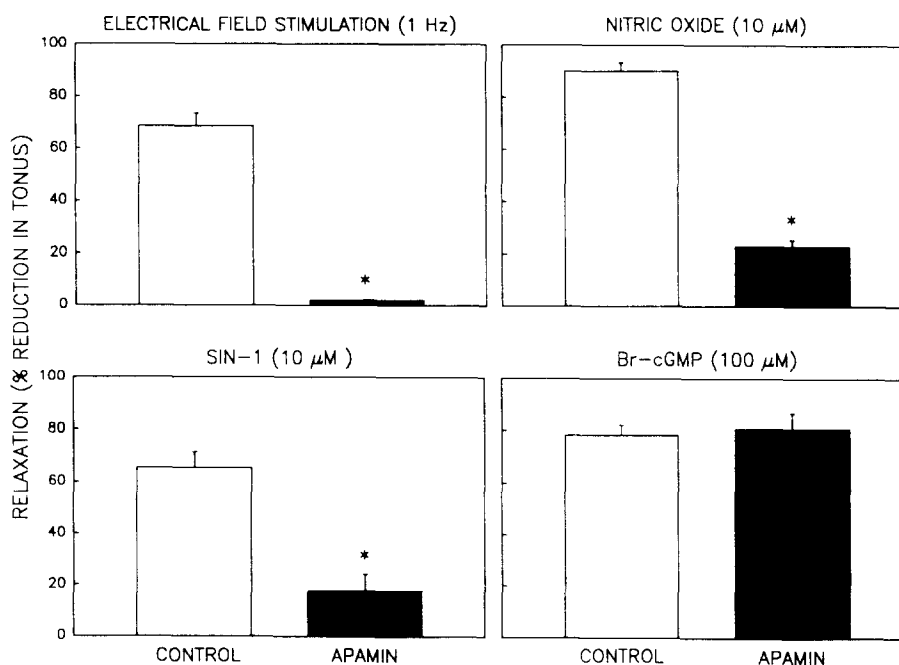 ELECTRICAL FIELD STIMULATION (1 Hz)
NITRIC OXIDE (10 μM)
RELAXATION (% REDUCTION IN TONUS)
100
80
60
40
20
0
*
*
SIN-1 (10 μM )
Br-cGMP (100 μM)
100
80
60
40
20
0
*
CONTROL
APAMIN
CONTROL
APAMIN